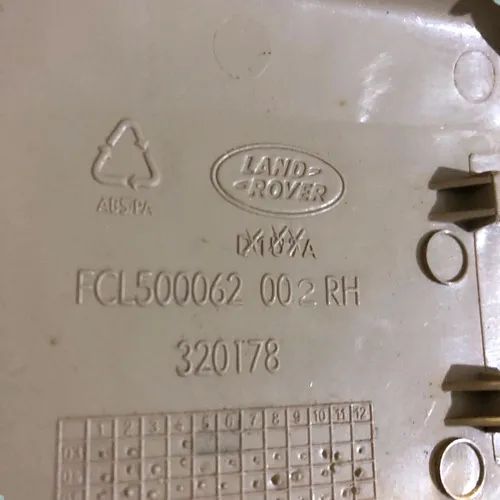 LAND-
-ROVER
ABS/PA
FCL500062 002 RH
320178
1 2 3 4 5 6 7 8 9 10 11 12